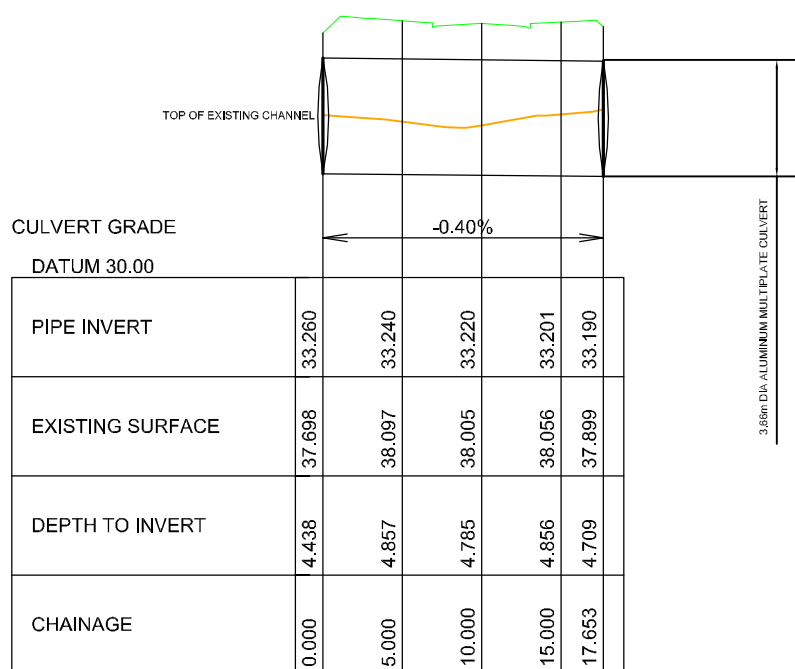 TOP OF EXISTING CHANNEL
CULVERT GRADE
-0.40%
DATUM 30.00
PIPE INVERT 33.260 33.240 33.220 33.201 33.190
EXISTING SURFACE 37.698 38.097 38.005 38.056 37.899
DEPTH TO INVERT 4.438 4.857 4.785 4.856 4.709
CHAINAGE 0.000 5.000 10.000 15.000 17.653
3.66m DIA ALUMINUM MULTIPLATE CULVERT